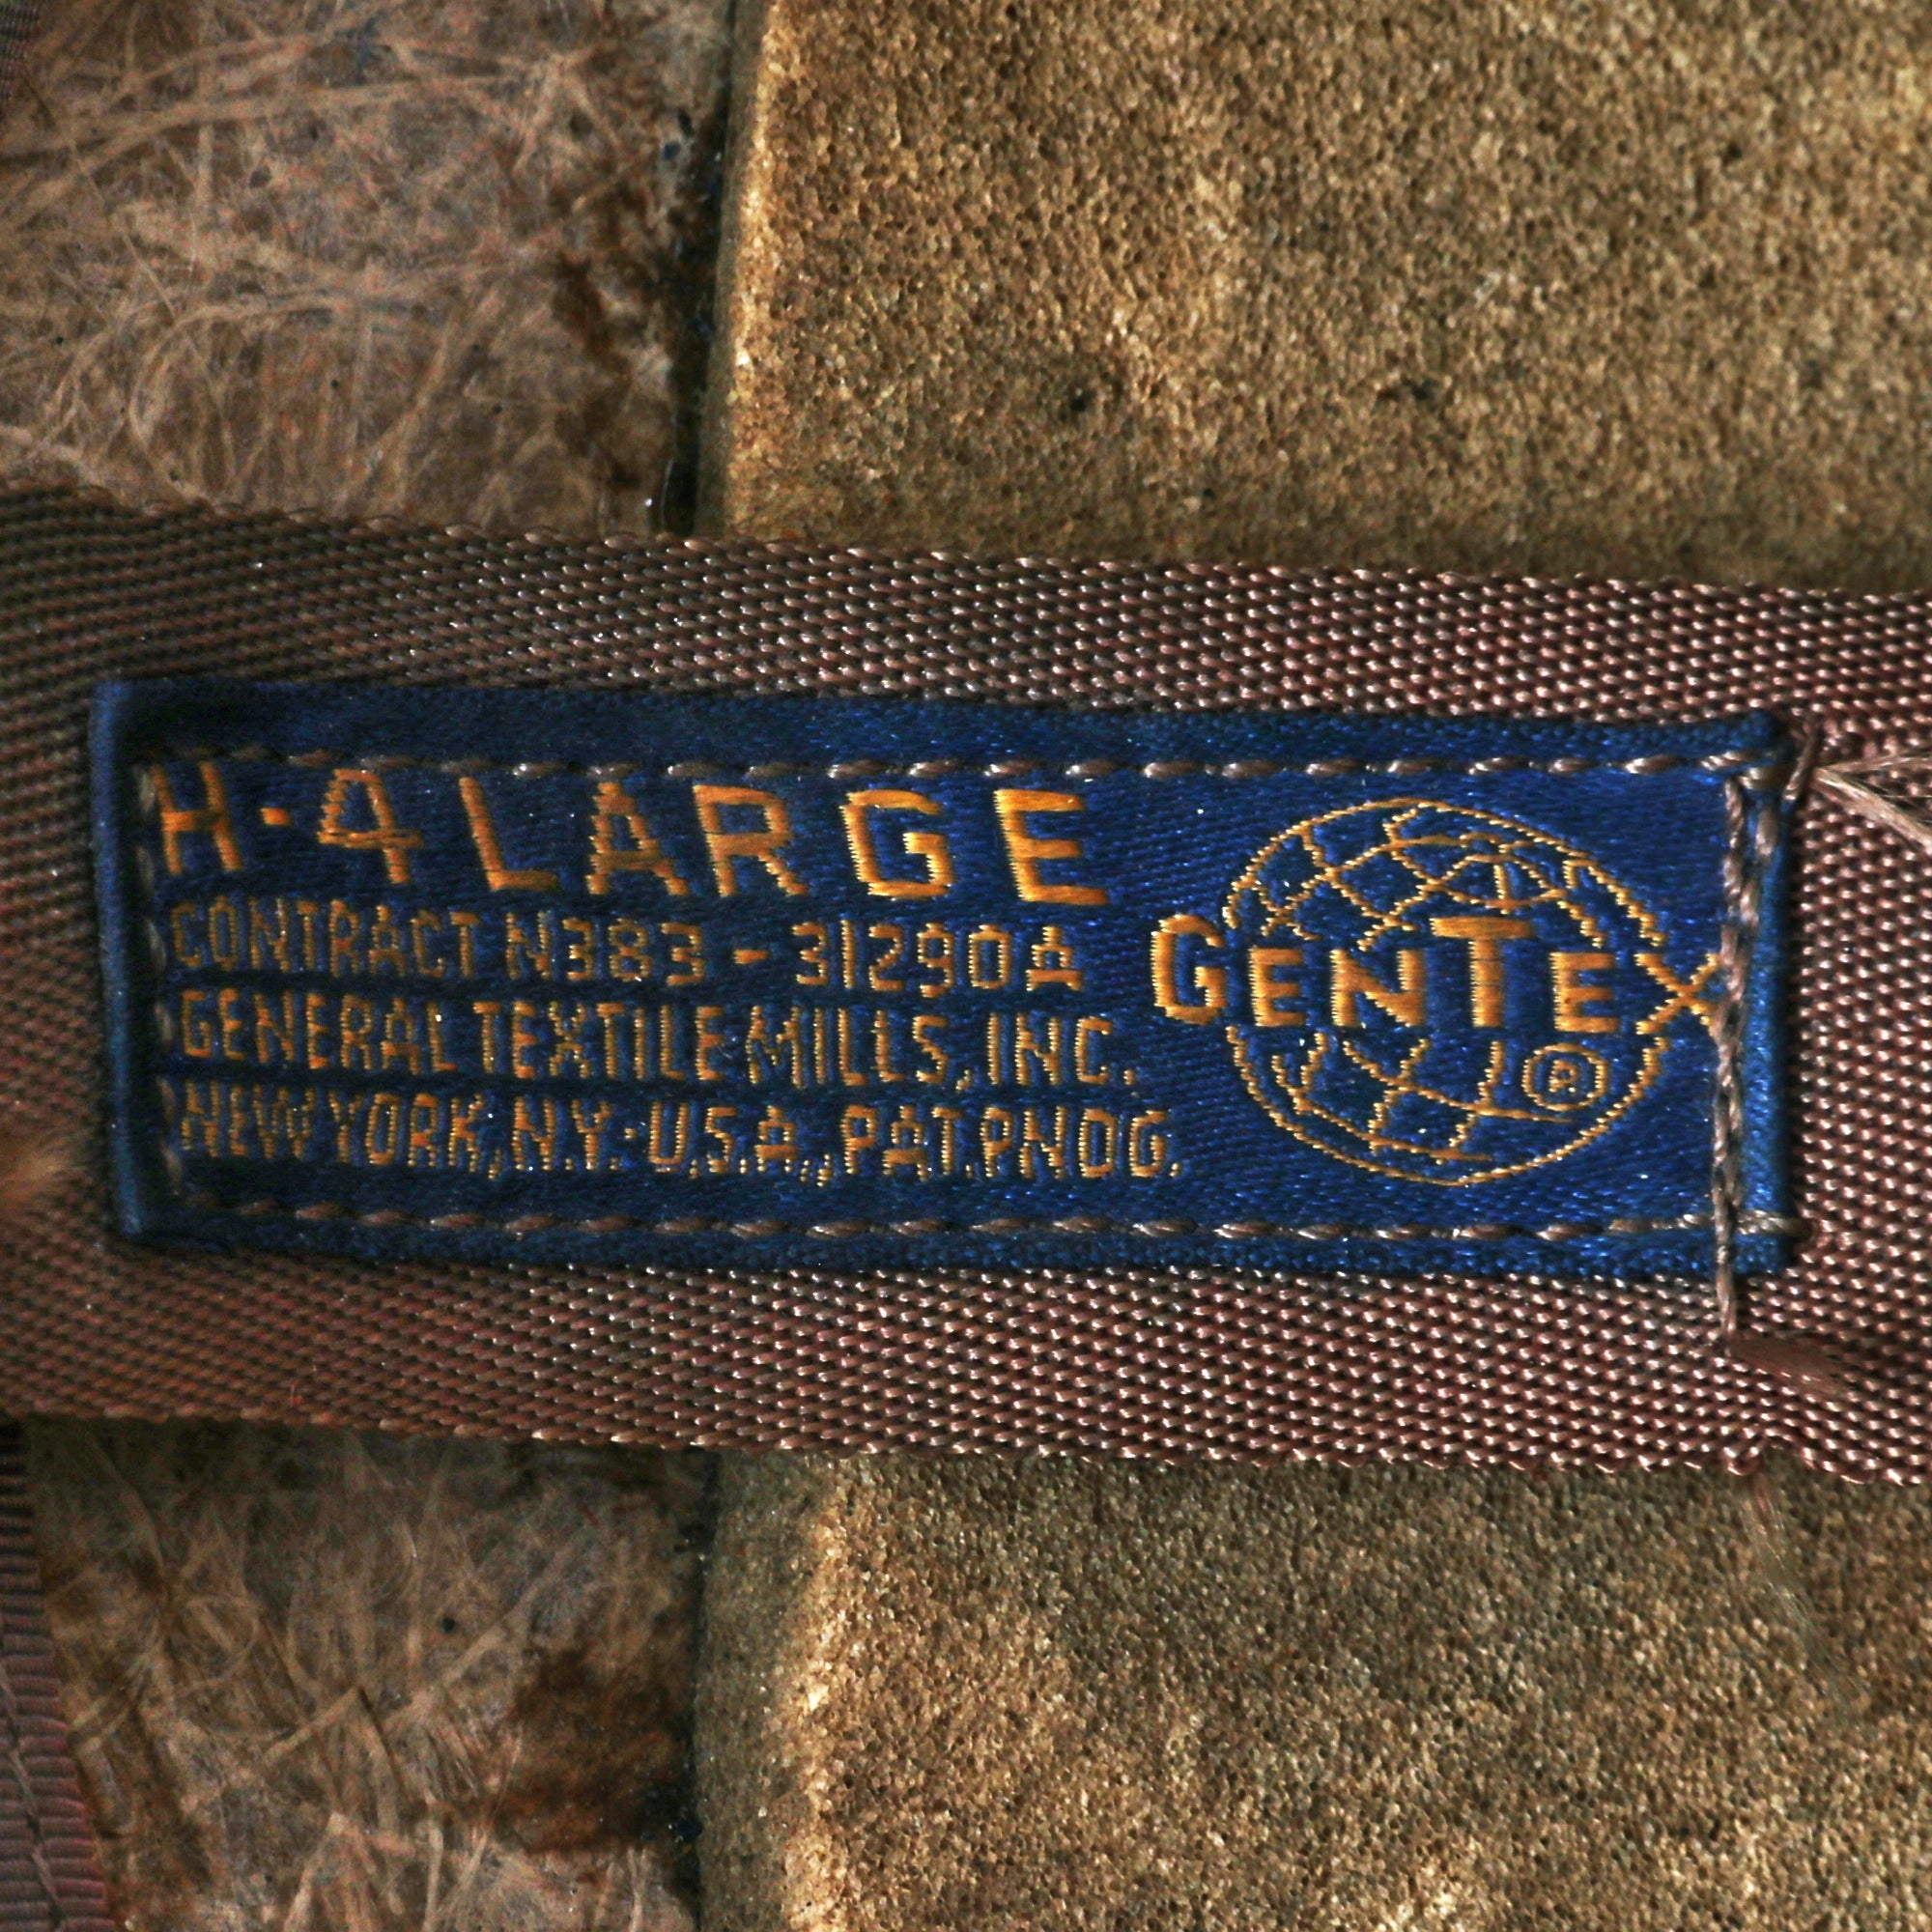 H-4 LARGE
CONTRACT N383-31290A
GENERAL TEXTILE MILLS, INC.
NEW YORK, N.Y. U.S.A., PAT. PNDG.
GENTEX
®